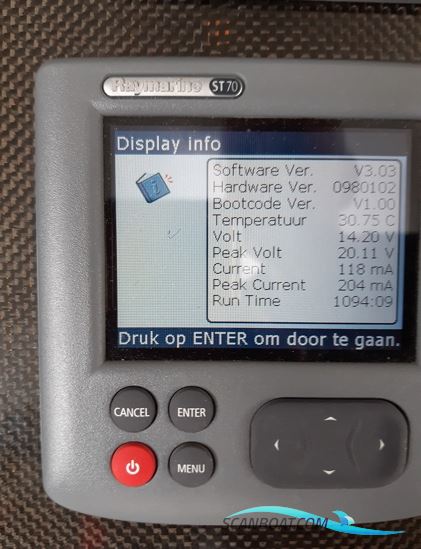 Raymarine ST70
Display info
Software Ver. V3.03
Hardware Ver. 0980102
Bootcode Ver. V1.00
Temperatuur 30.75 C
Volt 14.20 V
Peak Volt 20.11 V
Current 118 mA
Peak Current 204 mA
Run Time 1094:09
Druk op ENTER om door te gaan.
CANCEL ENTER
MENU
SCANBOAT.COM